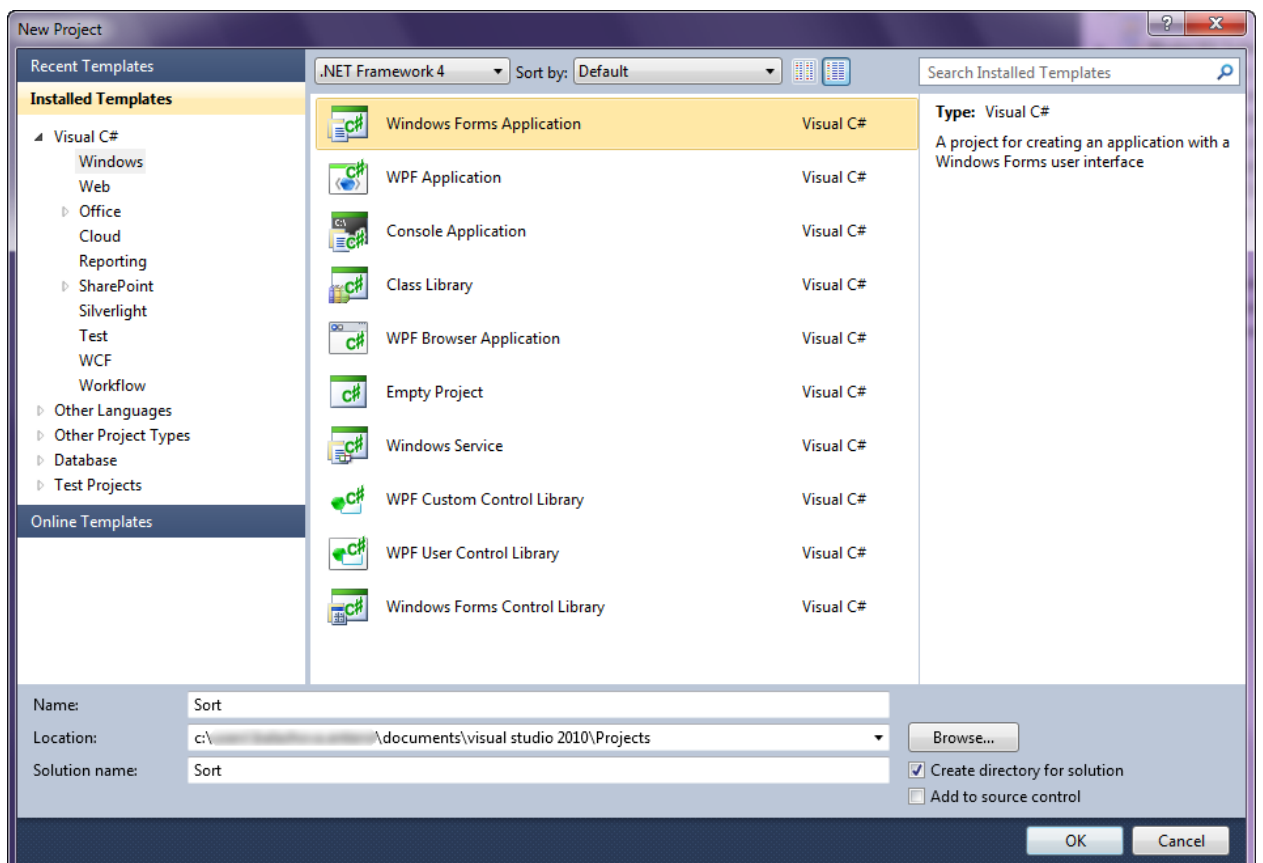 New Project
Recent Templates
.NET Framework 4
Sort by:
Default
Search Installed Templates
Installed Templates
Visual C#
Windows
Web
Office
Cloud
Reporting
SharePoint
Silverlight
Test
WCF
Workflow
Other Languages
Other Project Types
Database
Test Projects
Online Templates
Windows Forms Application Visual C#
WPF Application Visual C#
Console Application Visual C#
Class Library Visual C#
WPF Browser Application Visual C#
Empty Project Visual C#
Windows Service Visual C#
WPF Custom Control Library Visual C#
WPF User Control Library Visual C#
Windows Forms Control Library Visual C#
Type: Visual C#
A project for creating an application with a
Windows Forms user interface
Name: Sort
Location: c:\ \documents\visual studio 2010\Projects
Browse...
Solution name: Sort
Create directory for solution
Add to source control
OK
Cancel